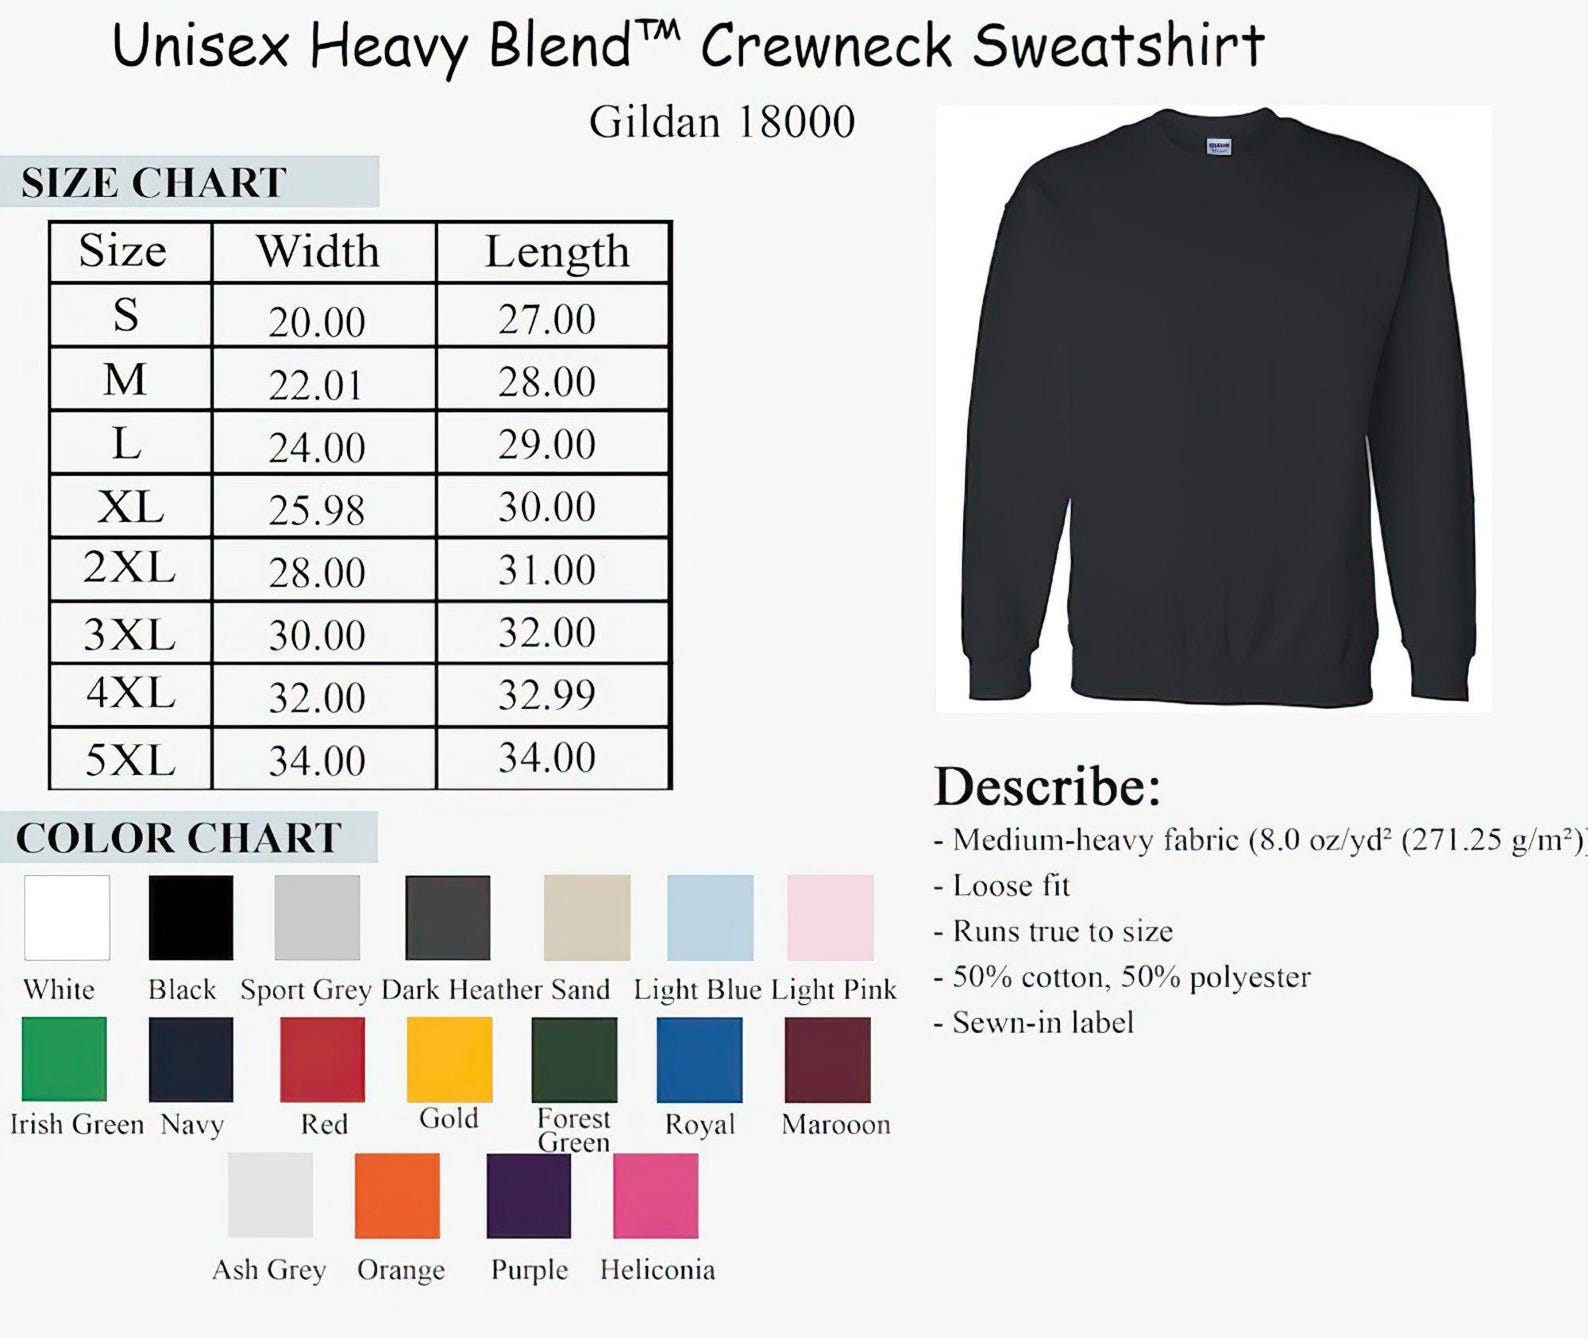 Unisex Heavy Blend™ Crewneck Sweatshirt
Gildan 18000
SIZE CHART
Size Width Length
S 20.00 27.00
M 22.01 28.00
L 24.00 29.00
XL 25.98 30.00
2XL 28.00 31.00
3XL 30.00 32.00
4XL 32.00 32.99
5XL 34.00 34.00
COLOR CHART
White Black Sport Grey Dark Heather Sand Light Blue Light Pink
Irish Green Navy Red Gold Forest Green Royal Marooon
Ash Grey Orange Purple Heliconia
Describe:
- Medium-heavy fabric (8.0 oz/yd² (271.25 g/m²)
- Loose fit
- Runs true to size
- 50% cotton, 50% polyester
- Sewn-in label